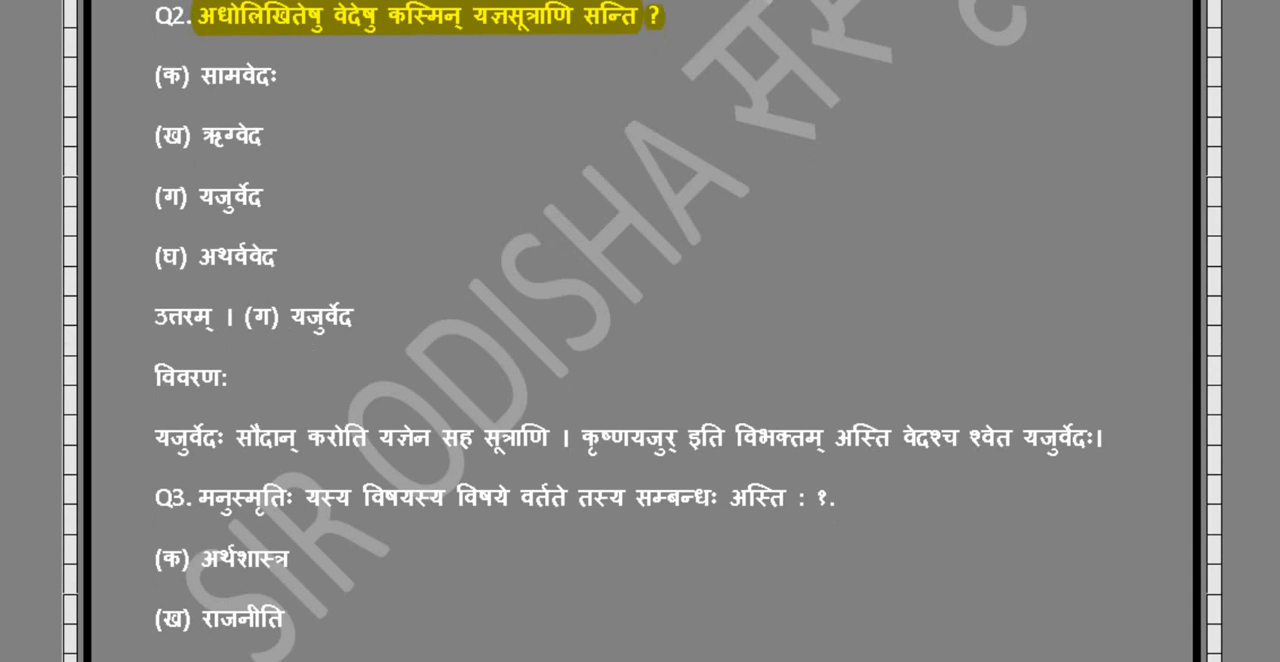 Q2. अधोलिखितेषु वेदेषु कस्मिन् यज्ञसूत्राणि सन्ति ?
(क) सामवेदः
(ख) ऋग्वेद
(ग) यजुर्वेद
(घ) अथर्ववेद
उत्तरम् । (ग) यजुर्वेद
विवरण:
यजुर्वेदः सौदान् करोति यज्ञेन सह सूत्राणि । कृष्णयजुर् इति विभक्तम् अस्ति वेदश्च श्वेत यजुर्वेदः।
Q3. मनुस्मृतिः यस्य विषयस्य विषये वर्तते तस्य सम्बन्धः अस्ति : १.
(क) अर्थशास्त्र
(ख) राजनीति
SIR ODISHA